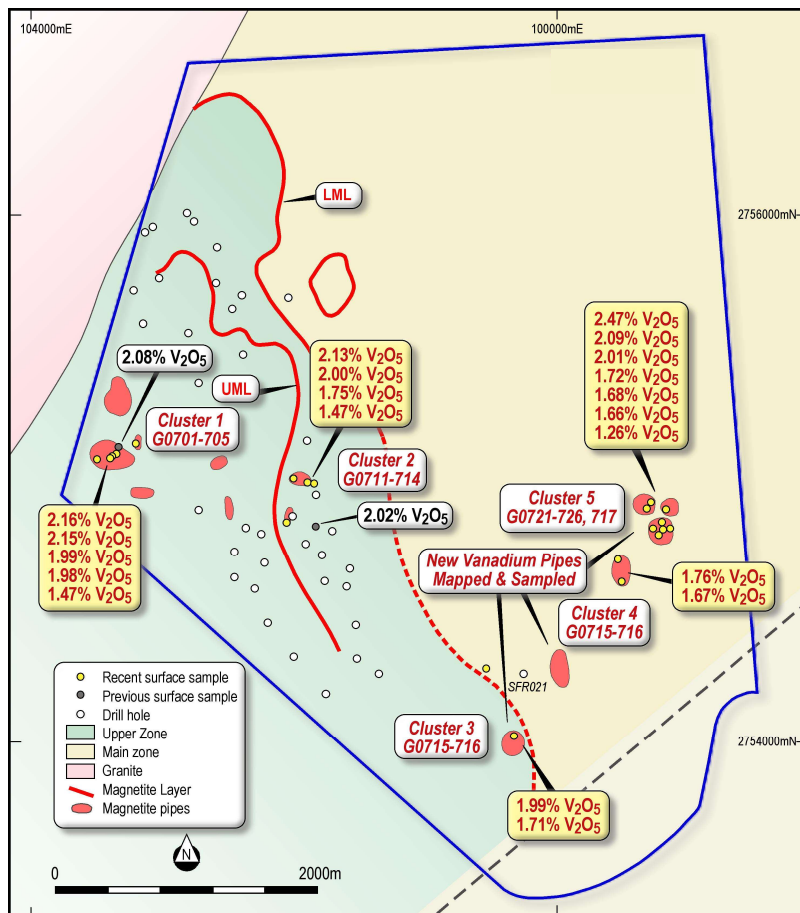 104000mE
100000mE
LML
2756000mN
2.08% V₂O₅
UML
2.13% V₂O₅
2.00% V₂O₅
1.75% V₂O₅
1.47% V₂O₅
2.47% V₂O₅
2.09% V₂O₅
2.01% V₂O₅
1.72% V₂O₅
1.68% V₂O₅
1.66% V₂O₅
1.26% V₂O₅
Cluster 1
G0701-705
Cluster 2
G0711-714
Cluster 5
G0721-726, 717
2.02% V₂O₅
2.16% V₂O₅
2.15% V₂O₅
1.99% V₂O₅
1.98% V₂O₅
1.47% V₂O₅
New Vanadium Pipes
Mapped & Sampled
1.76% V₂O₅
1.67% V₂O₅
Cluster 4
G0715-716
SFR021
Cluster 3
G0715-716
2754000mN
1.99% V₂O₅
1.71% V₂O₅
Recent surface sample
Previous surface sample
Drill hole
Upper Zone
Main zone
Granite
Magnetite Layer
Magnetite pipes
N
0
2000m